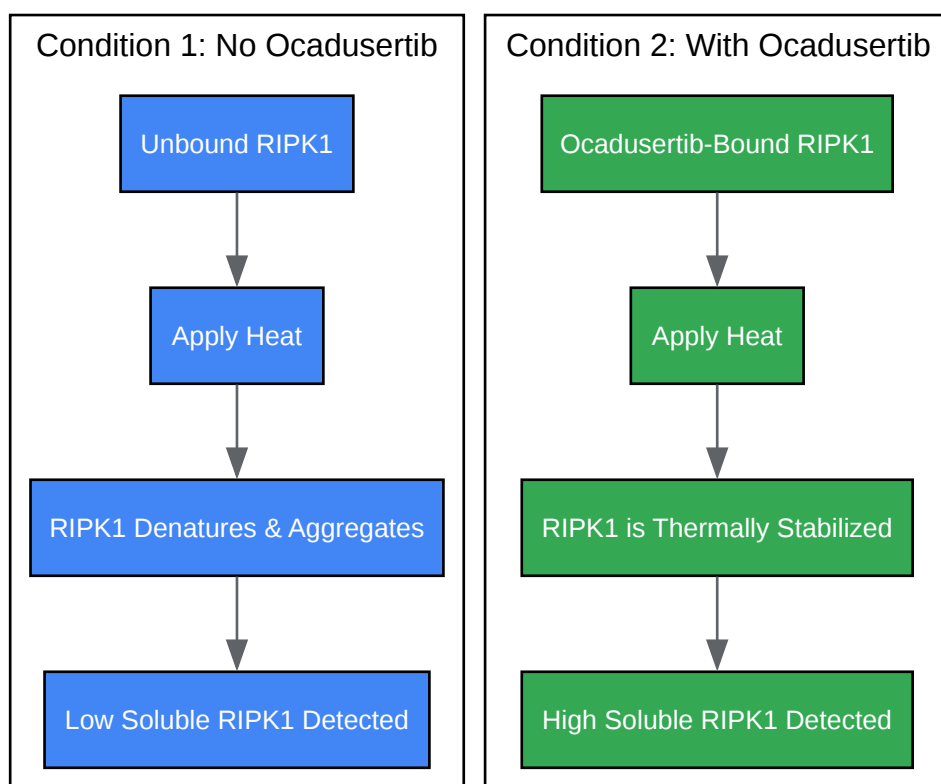 Condition 1: No Ocadusertib
Unbound RIPK1
Apply Heat
RIPK1 Denatures & Aggregates
Low Soluble RIPK1 Detected
Condition 2: With Ocadusertib
Ocadusertib-Bound RIPK1
Apply Heat
RIPK1 is Thermally Stabilized
High Soluble RIPK1 Detected